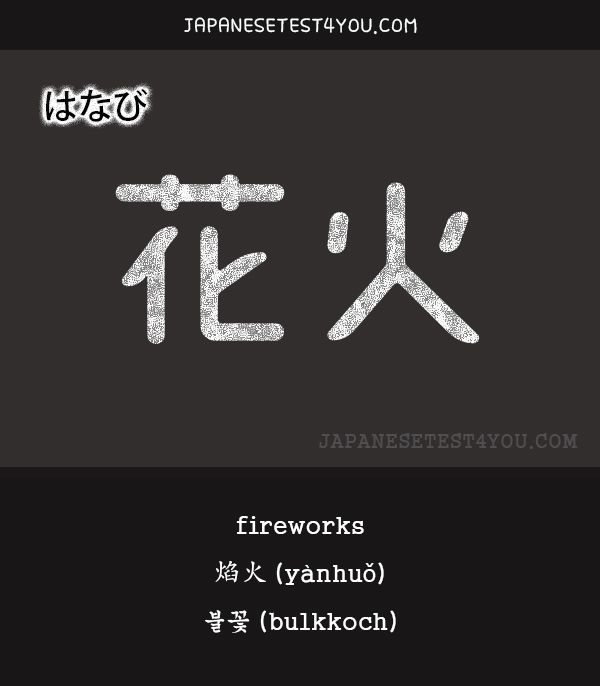 JAPANESETEST4YOU.COM
はなび
花火
JAPANESETEST4YOU.COM
fireworks
焰火 (yànhuǒ)
불꽃 (bulkkoch)